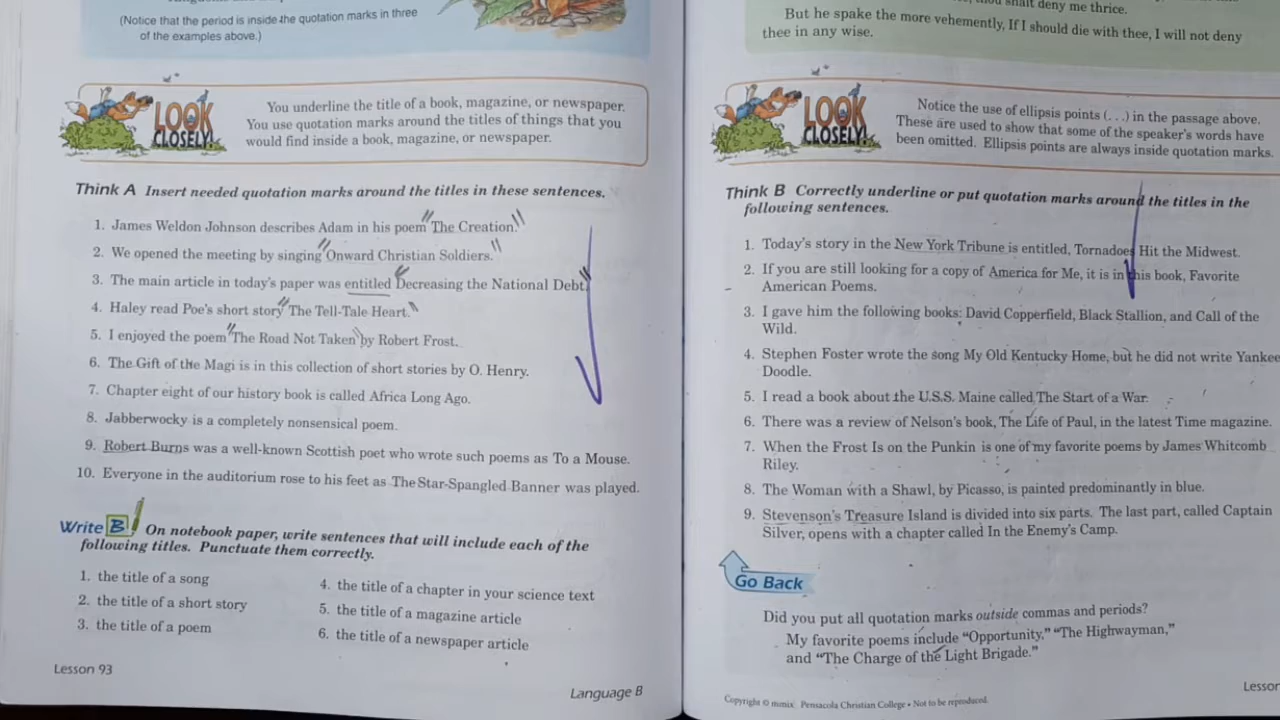 (Notice that the period is inside the quotation marks in three
of the examples above.)
LOOK
CLOSELY!
You underline the title of a book, magazine, or newspaper.
You use quotation marks around the titles of things that you
would find inside a book, magazine, or newspaper.
Think A Insert needed quotation marks around the titles in these sentences.
1. James Weldon Johnson describes Adam in his poem "The Creation."
2. We opened the meeting by singing "Onward Christian Soldiers."
3. The main article in today's paper was entitled "Decreasing the National Debt."
4. Haley read Poe's short story "The Tell-Tale Heart."
5. I enjoyed the poem "The Road Not Taken" by Robert Frost.
6. The Gift of the Magi is in this collection of short stories by O. Henry.
7. Chapter eight of our history book is called Africa Long Ago.
8. Jabberwocky is a completely nonsensical poem.
9. Robert Burns was a well-known Scottish poet who wrote such poems as To a Mouse.
10. Everyone in the auditorium rose to his feet as The Star-Spangled Banner was played.
Write B On notebook paper, write sentences that will include each of the
following titles. Punctuate them correctly.
1. the title of a song
2. the title of a short story
3. the title of a poem
4. the title of a chapter in your science text
5. the title of a magazine article
6. the title of a newspaper article
Lesson 93
Language B
shalt deny me thrice.
But he spake the more vehemently, If I should die with thee, I will not deny
thee in any wise.
LOOK
CLOSELY!
Notice the use of ellipsis points (. . .) in the passage above.
These are used to show that some of the speaker's words have
been omitted. Ellipsis points are always inside quotation marks.
Think B Correctly underline or put quotation marks around the titles in the
following sentences.
1. Today's story in the New York Tribune is entitled, Tornadoes Hit the Midwest.
2. If you are still looking for a copy of America for Me, it is in this book, Favorite
American Poems.
3. I gave him the following books: David Copperfield, Black Stallion, and Call of the
Wild.
4. Stephen Foster wrote the song My Old Kentucky Home, but he did not write Yankee
Doodle.
5. I read a book about the U.S.S. Maine called The Start of a War.
6. There was a review of Nelson's book, The Life of Paul, in the latest Time magazine.
7. When the Frost Is on the Punkin is one of my favorite poems by James Whitcomb
Riley.
8. The Woman with a Shawl, by Picasso, is painted predominantly in blue.
9. Stevenson's Treasure Island is divided into six parts. The last part, called Captain
Silver, opens with a chapter called In the Enemy's Camp.
Go Back
Did you put all quotation marks outside commas and periods?
My favorite poems include "Opportunity," "The Highwayman,"
and "The Charge of the Light Brigade."
Copyright © mmix Pensacola Christian College • Not to be reproduced.
Lesson